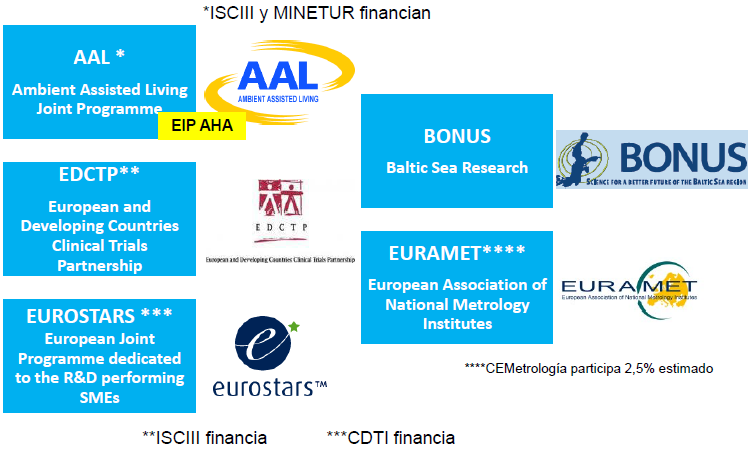 *ISCIII y MINETUR financian
AAL *
Ambient Assisted Living
Joint Programme
EIP AHA
AAL
AMBIENT ASSISTED LIVING
EDCTP**
European and
Developing Countries
Clinical Trials
Partnership
EDCTP
European and Developing Countries Clinical Trials Partnership
EUROSTARS ***
European Joint
Programme dedicated
to the R&D performing
SMEs
e
eurostars™
BONUS
Baltic Sea Research
BONUS
SCIENCE FOR A BETTER FUTURE OF THE BALTIC SEA REGION
EURAMET****
European Association of
National Metrology
Institutes
EURAMET
European Association of National Metrology Institutes
****CEMetrología participa 2,5% estimado
**ISCIII financia
***CDTI financia